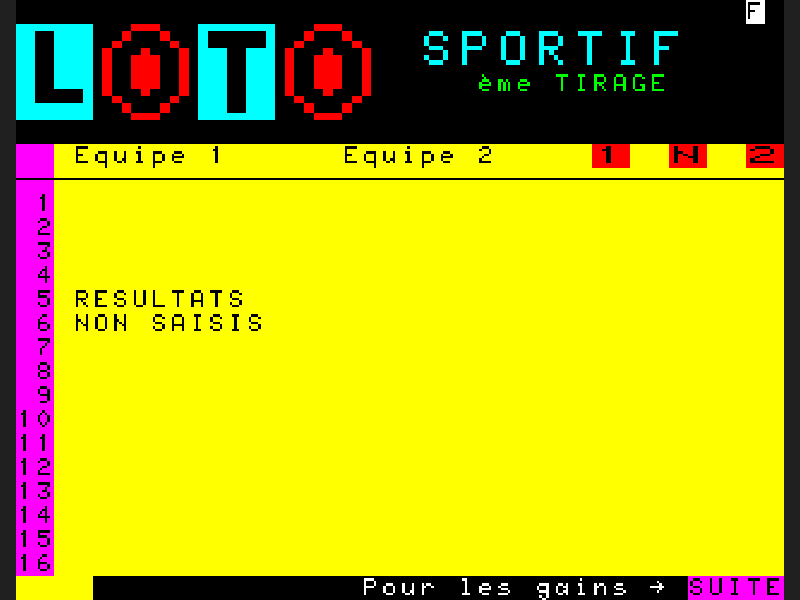 F
LOTO SPORTIF
ème TIRAGE
Equipe 1 Equipe 2 1 N 2
1
2
3
4
5 RESULTATS
6 NON SAISIS
7
8
9
10
11
12
13
14
15
16
Pour les gains → SUITE